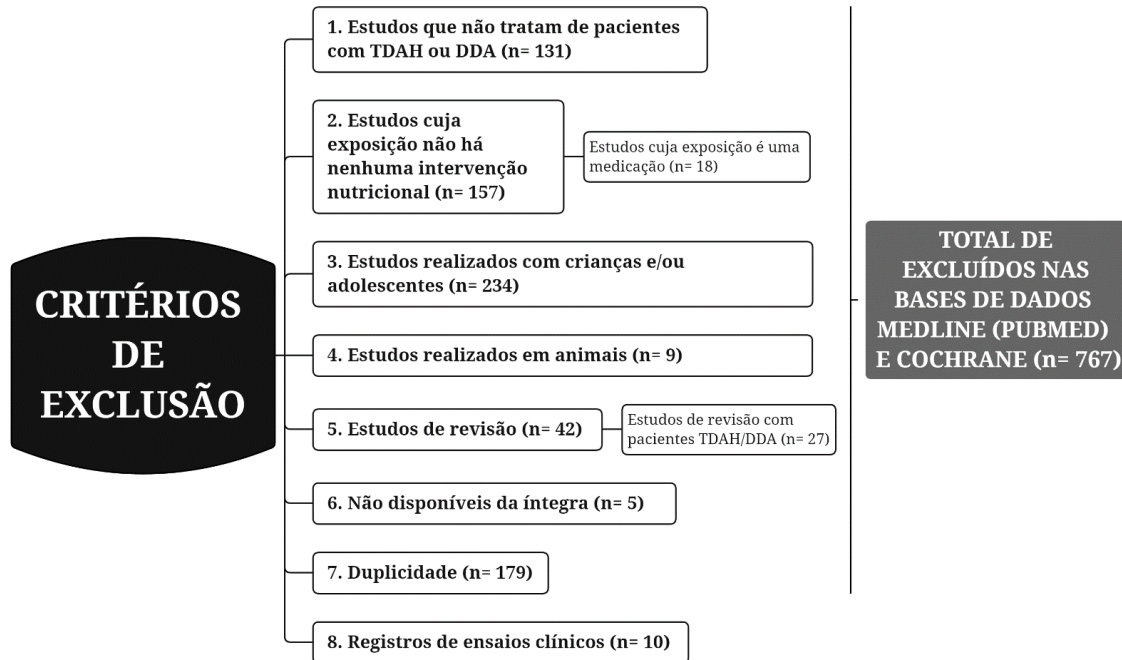 CRITÉRIOS
DE
EXCLUSÃO
1. Estudos que não tratam de pacientes
com TDAH ou DDA (n= 131)
2. Estudos cuja
exposição não há
nenhuma intervenção
nutricional (n= 157)
Estudos cuja exposição é uma
medicação (n= 18)
3. Estudos realizados com crianças e/ou
adolescentes (n= 234)
4. Estudos realizados em animais (n= 9)
5. Estudos de revisão (n= 42)
Estudos de revisão com
pacientes TDAH/DDA (n= 27)
6. Não disponíveis da íntegra (n= 5)
7. Duplicidade (n= 179)
8. Registros de ensaios clínicos (n= 10)
TOTAL DE
EXCLUÍDOS NAS
BASES DE DADOS
MEDLINE (PUBMED)
E COCHRANE (n= 767)